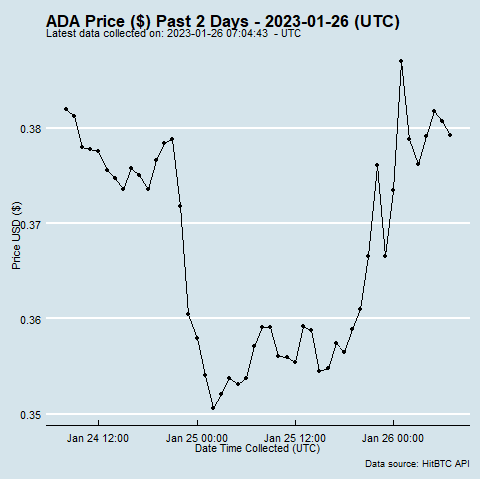 ADA Price ($) Past 2 Days - 2023-01-26 (UTC)
Latest data collected on: 2023-01-26 07:04:43 - UTC
0.38
0.37
0.36
0.35
Price USD ($)
Jan 24 12:00 Jan 25 00:00 Jan 25 12:00 Jan 26 00:00
Date Time Collected (UTC)
Data source: HitBTC API